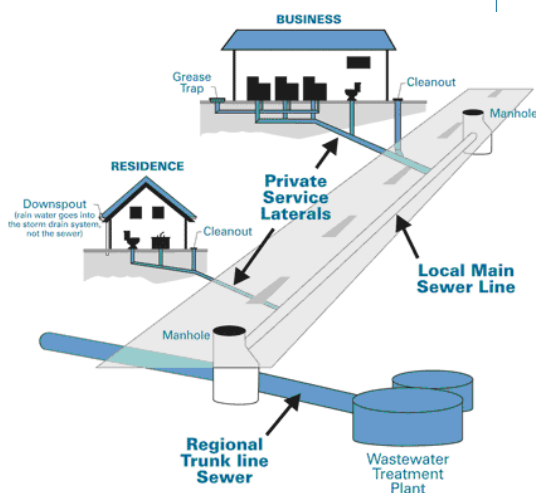 BUSINESS
Grease
Trap
Cleanout
Manhole
RESIDENCE
Private
Service
Laterals
Downspout
(rain water goes into
the storm drain system,
not the sewer)
Cleanout
Local Main
Sewer Line
Manhole
Regional
Trunk line
Sewer
Wastewater
Treatment
Plant